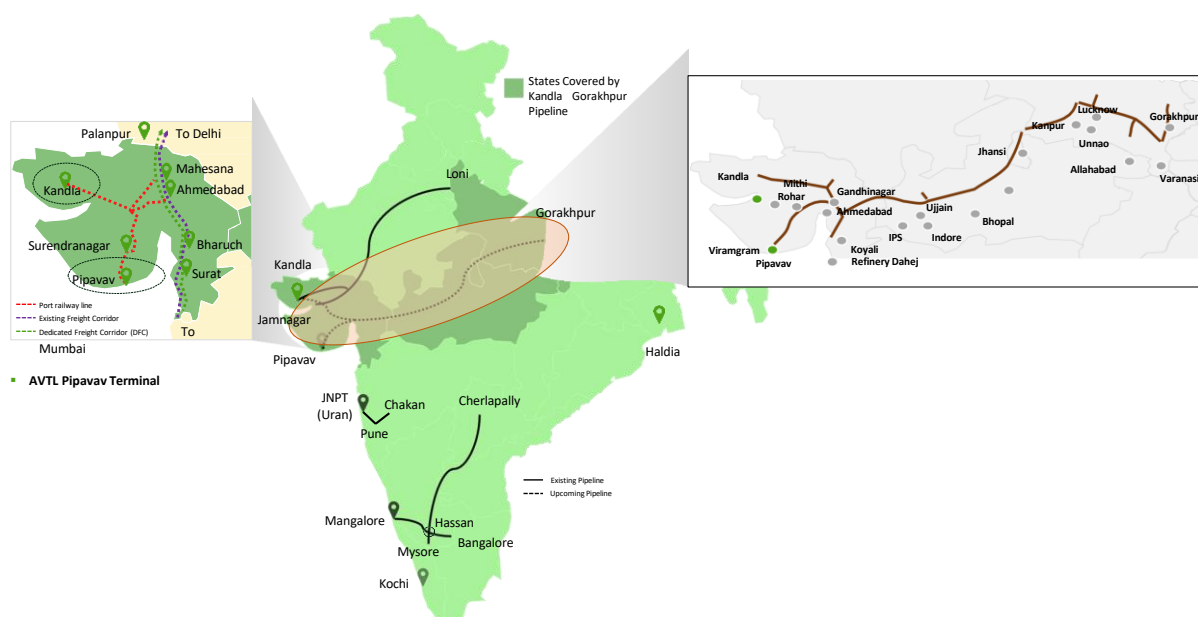 States Covered by
Kandla Gorakhpur
Pipeline
Palanpur
To Delhi
Mahesana
Kandla
Ahmedabad
Surendranagar
Bharuch
Pipavav
Surat
Port railway line
Existing Freight Corridor
Dedicated Freight Corridor (DFC)
To
Mumbai
AVTL Pipavav Terminal
Loni
Gorakhpur
Kandla
Jamnagar
Pipavav
Haldia
JNPT
(Uran)
Chakan
Pune
Cherlapally
Existing Pipeline
Upcoming Pipeline
Mangalore
Hassan
Bangalore
Mysore
Kochi
Lucknow
Kanpur
Gorakhpur
Unnao
Jhansi
Allahabad
Varanasi
Kandla
Mithi
Rohar
Gandhinagar
Ahmedabad
Ujjain
Bhopal
IPS
Indore
Viramgram
Pipavav
Koyali
Refinery Dahej